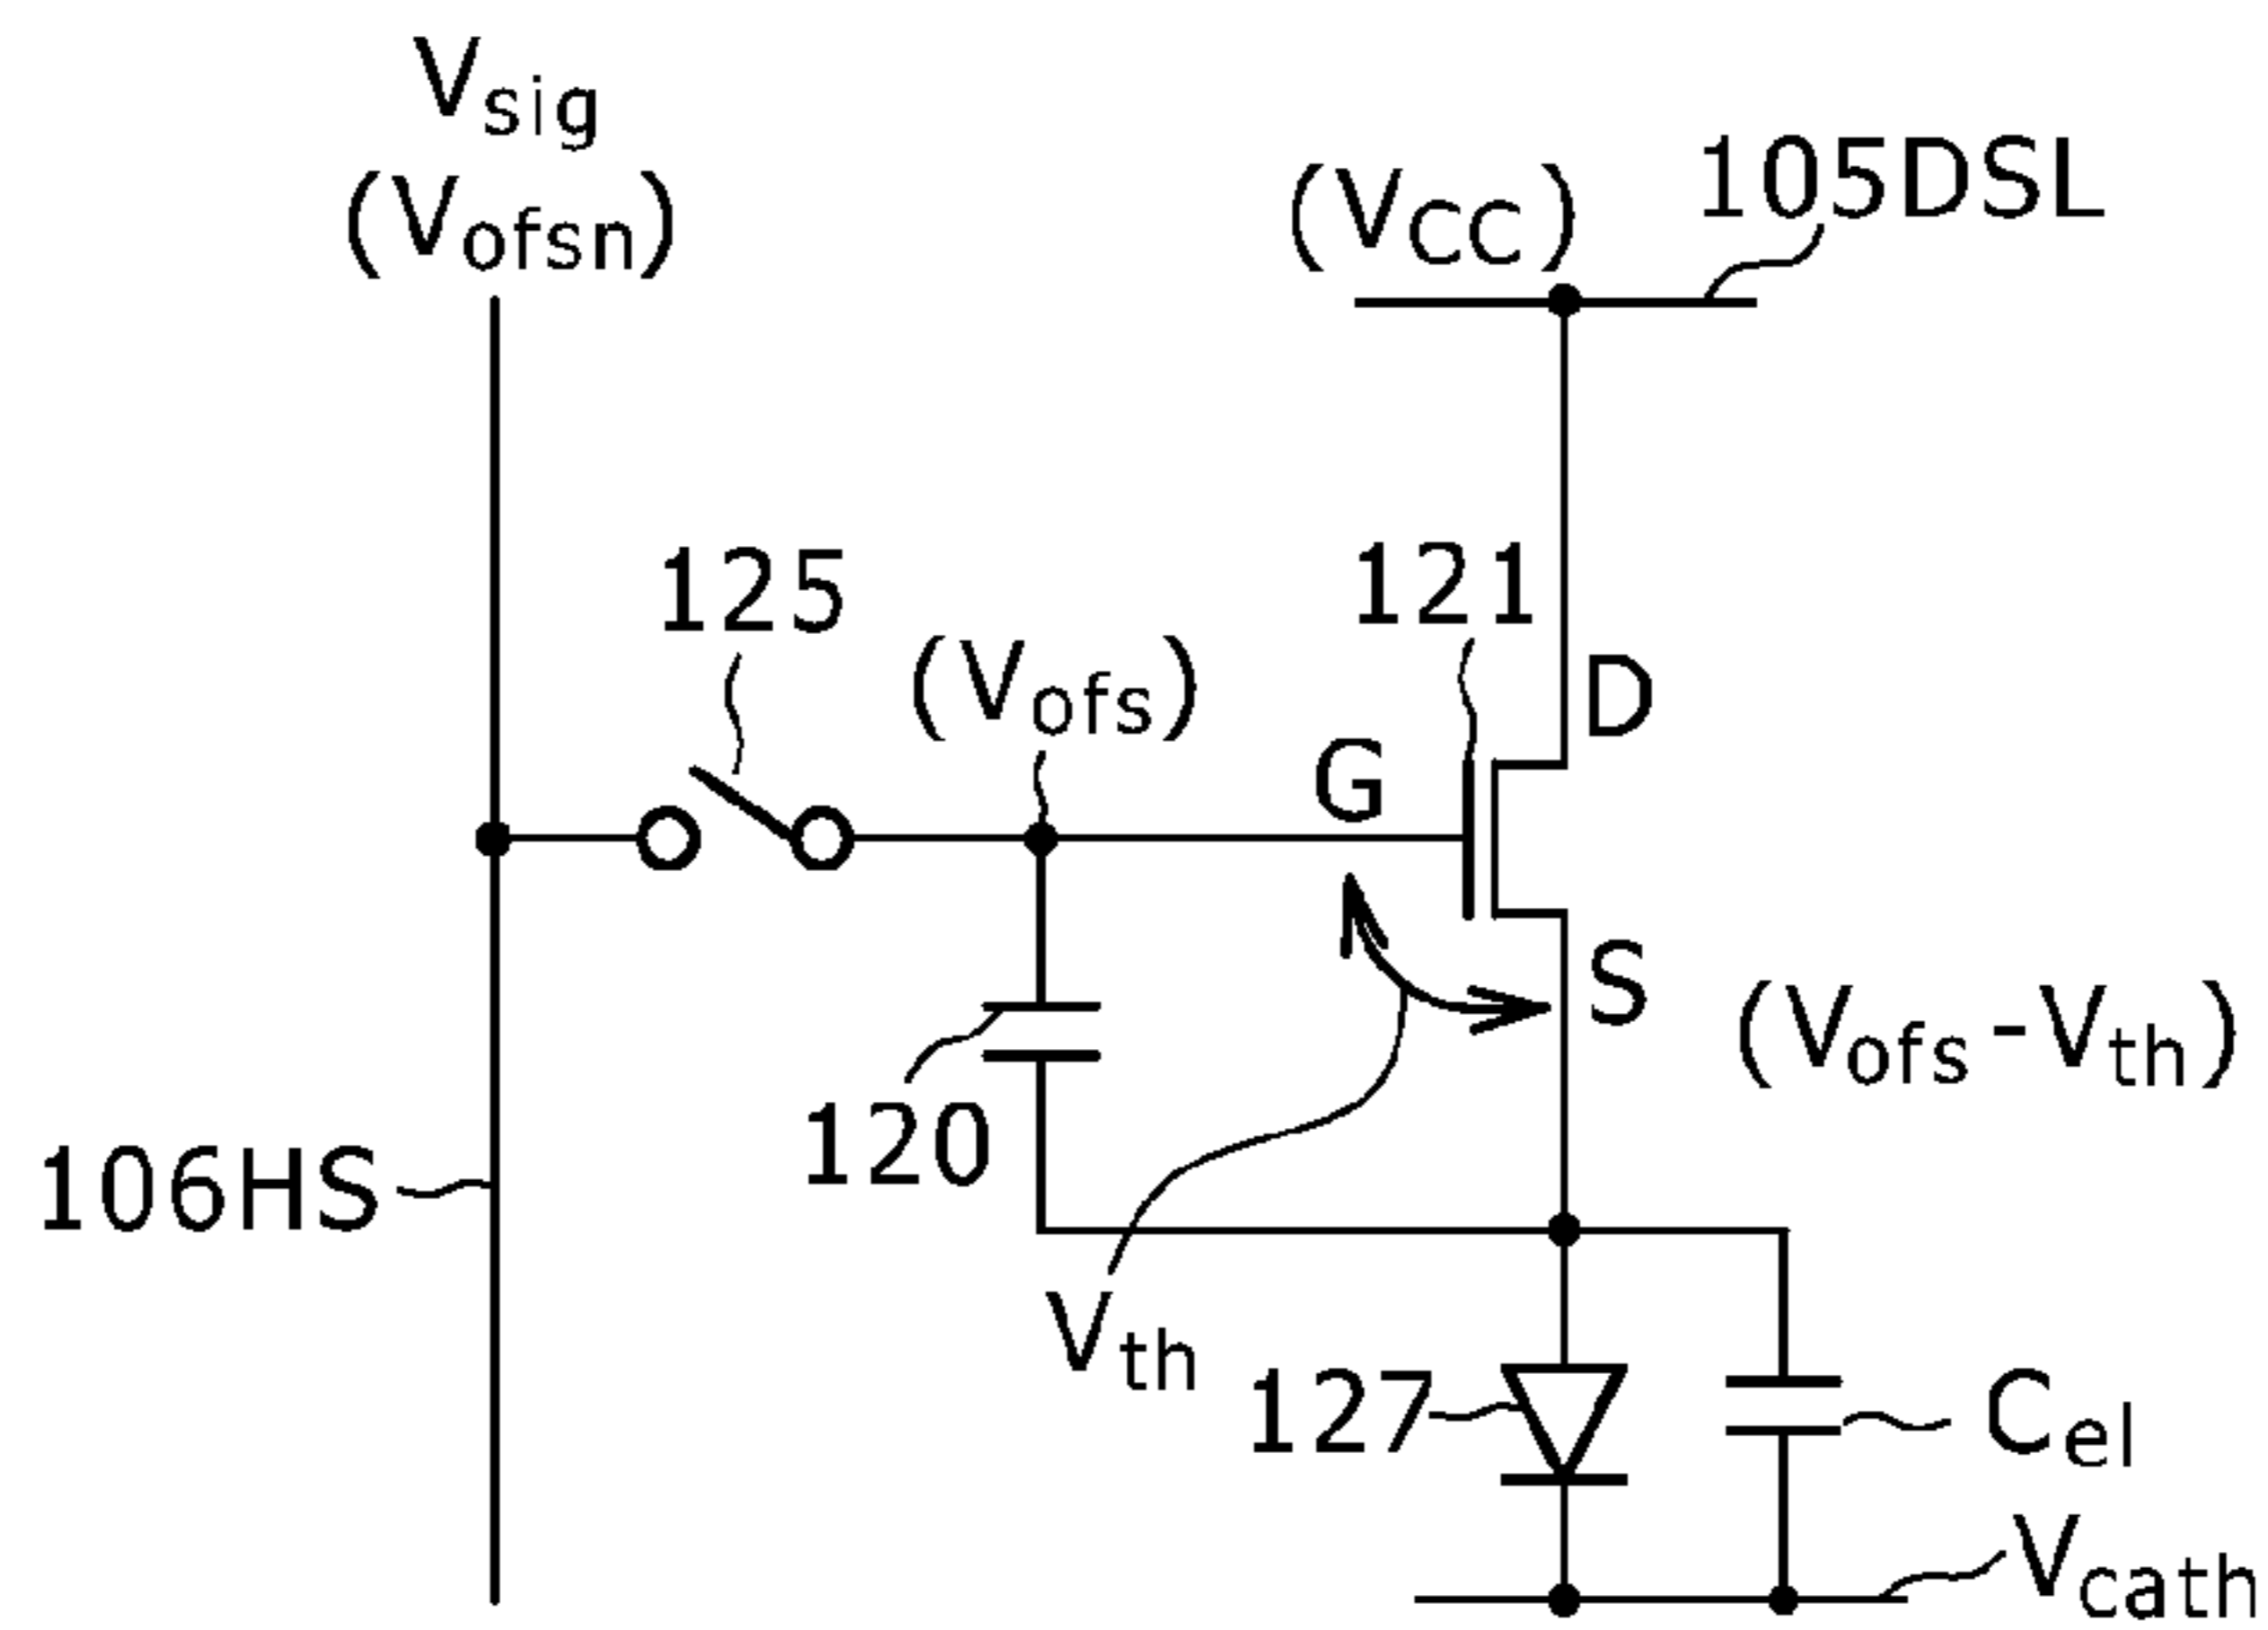 Vsig
(Vofsn)
(VCC)
105DSL
125
(Vofs)
121
D
G
S
(Vofs-Vth)
120
106HS
Vth
127
Cel
Vcath